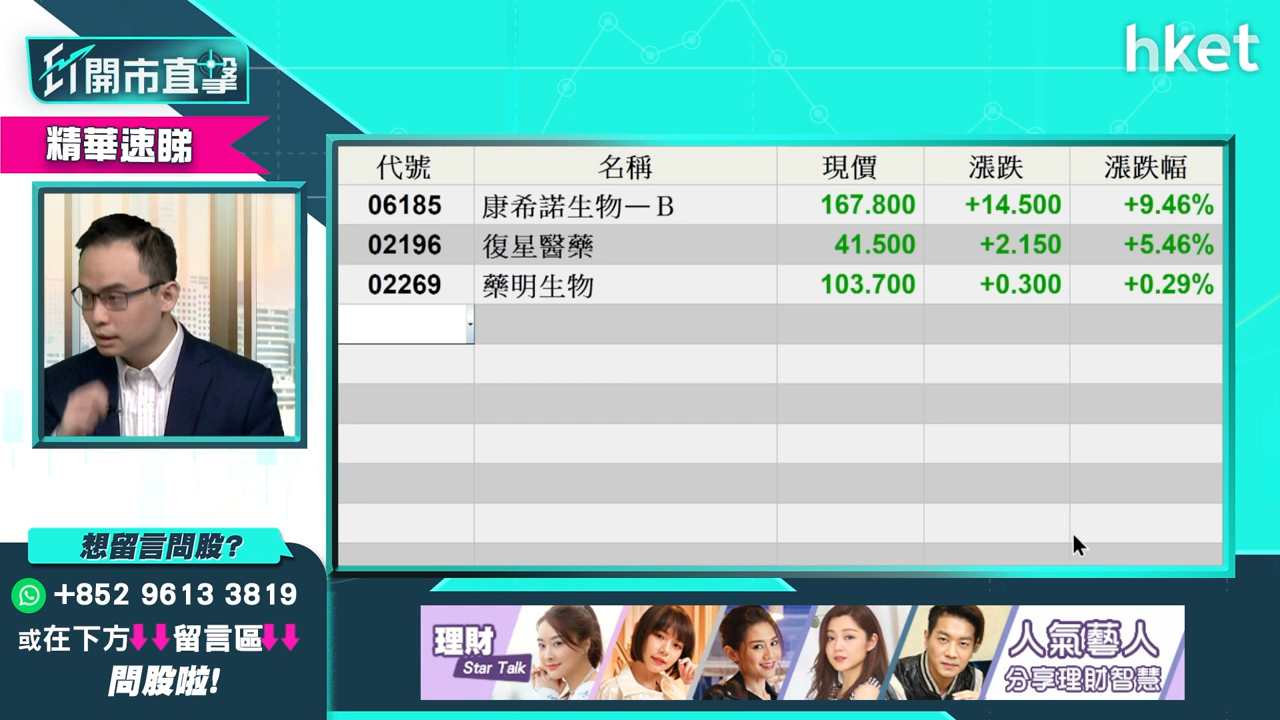 hket
ET開市直擊
精華速睇
代號 名稱 現價 漲跌 漲跌幅
06185 康希諾生物一B 167.800 +14.500 +9.46%
02196 復星醫藥 41.500 +2.150 +5.46%
02269 藥明生物 103.700 +0.300 +0.29%
想留言問股?
+852 9613 3819
或在下方留言區
問股啦!
理財
Star Talk
人氣藝人
分享理財智慧